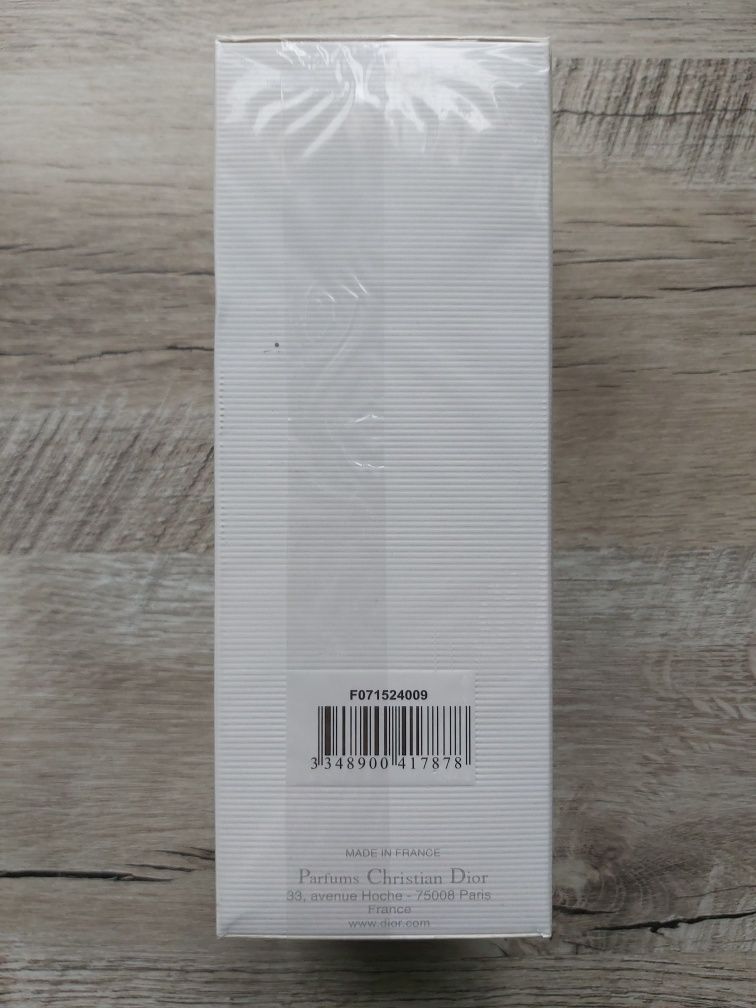 F071524009
3 348900 417878
MADE IN FRANCE
Parfums Christian Dior
33, avenue Hoche - 75008 Paris
France
www.dior.com